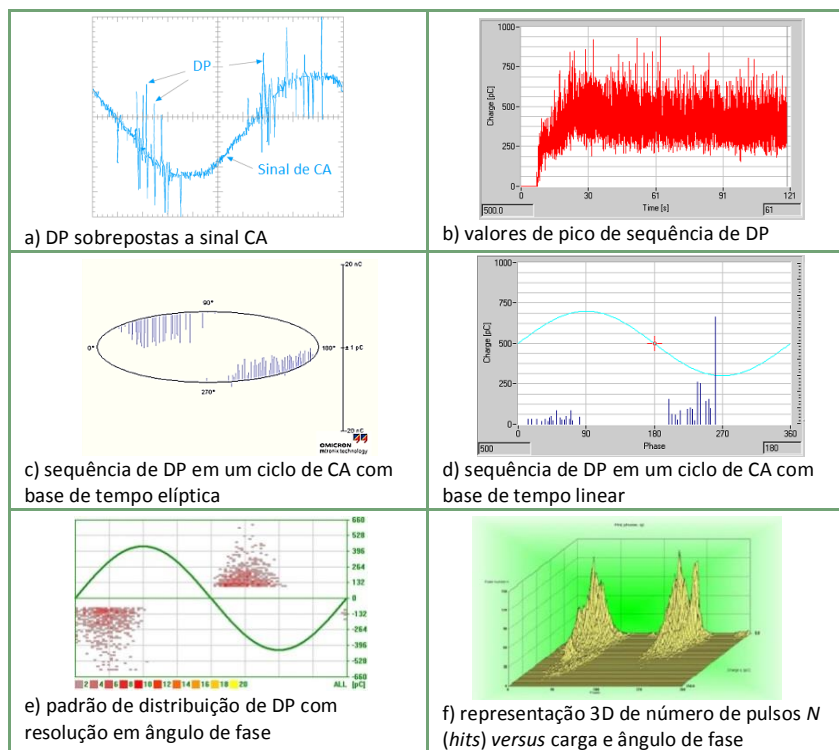 DP
Sinal de CA
a) DP sobrepostas a sinal CA
1000
750
500
250
0
Charge [pC]
0 30 60 91 121
Time [s]
500.0
61
b) valores de pico de sequência de DP
20 nC
90°
0°
180°
± 1 pC
270°
-20 nC
OMICRON
mtronix technology
c) sequência de DP em um ciclo de CA com
base de tempo elíptica
1000
750
500
250
0
Charge [pC]
0 90 180 270 360
Phase
500
180
d) sequência de DP em um ciclo de CA com
base de tempo linear
660
528
396
264
132
0
-132
-264
-396
-528
-660
2 4 6 8 10 12 14 16 18 20
ALL [pC]
e) padrão de distribuição de DP com
resolução em ângulo de fase
f) representação 3D de número de pulsos N
(hits) versus carga e ângulo de fase